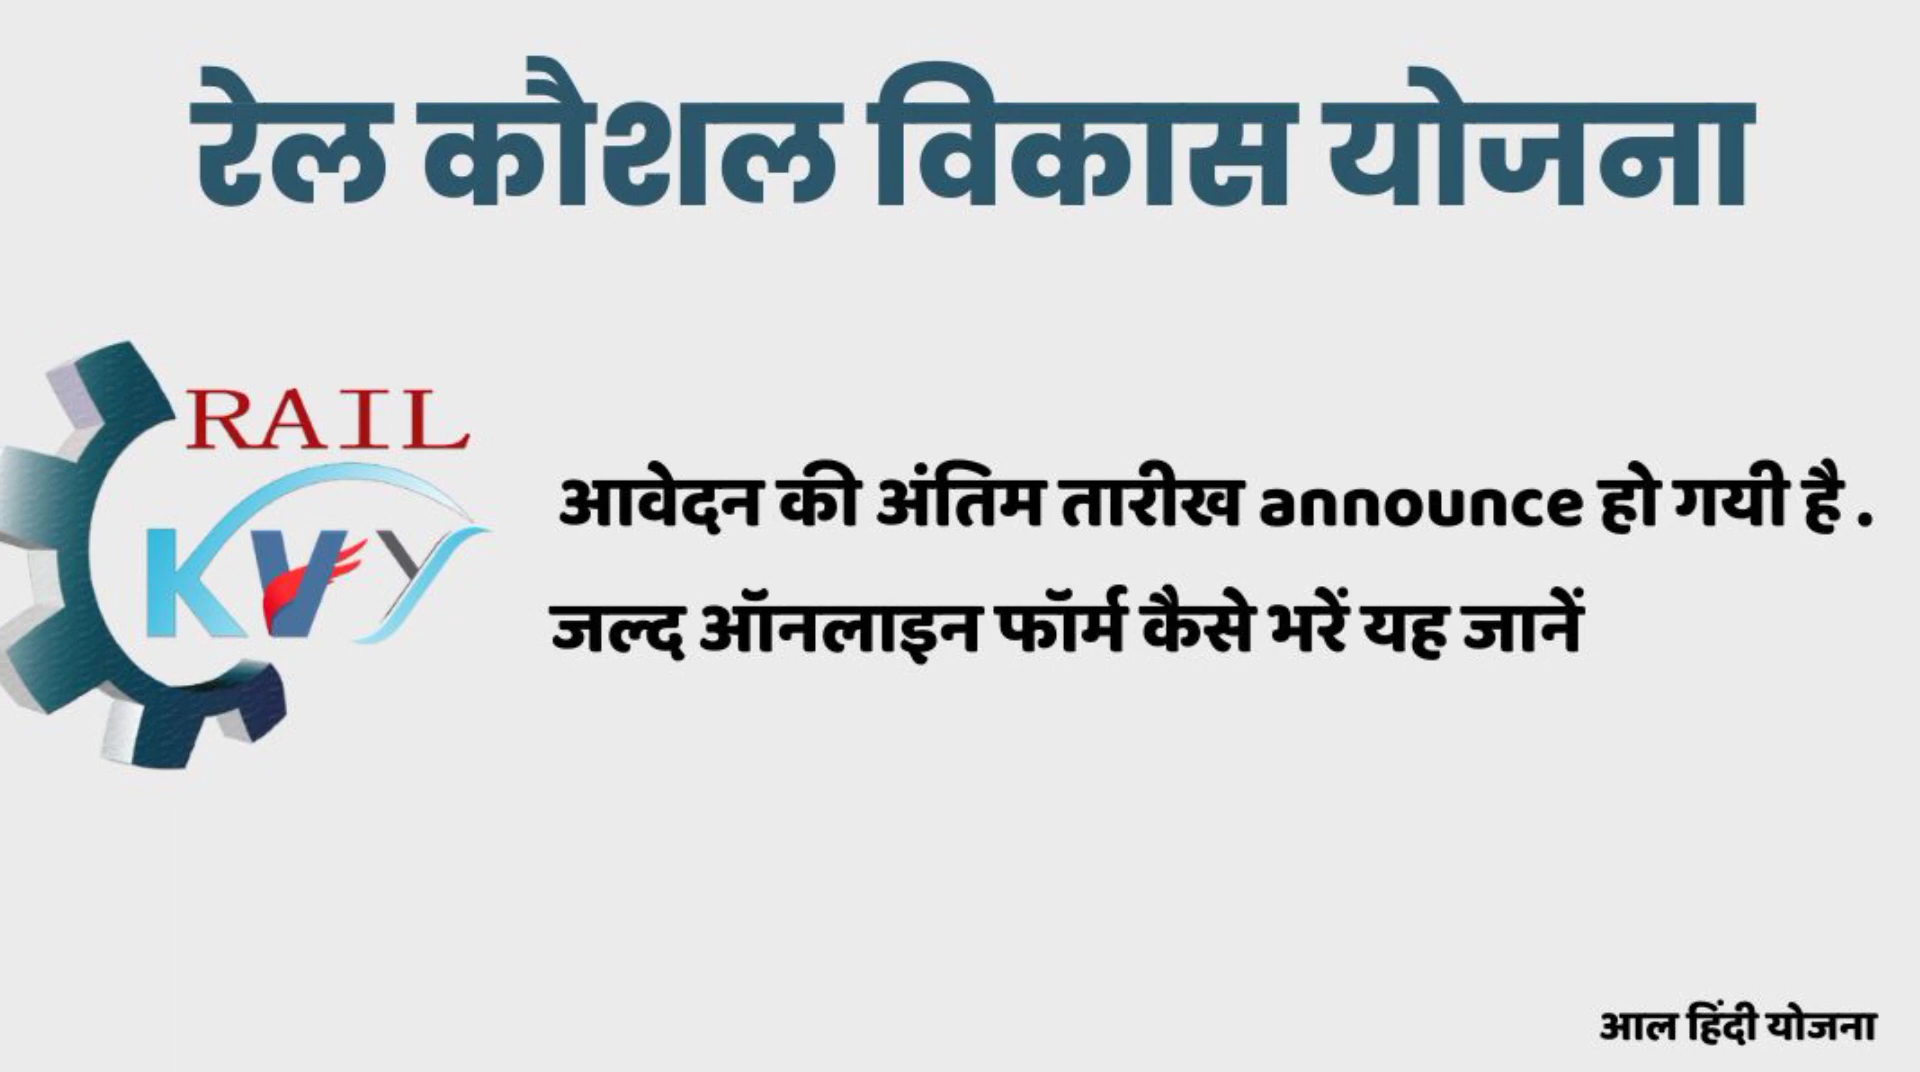 रेल कौशल विकास योजना
RAIL
KVY
आवेदन की अंतिम तारीख announce हो गयी है .
जल्द ऑनलाइन फॉर्म कैसे भरें यह जानें
आल हिंदी योजना